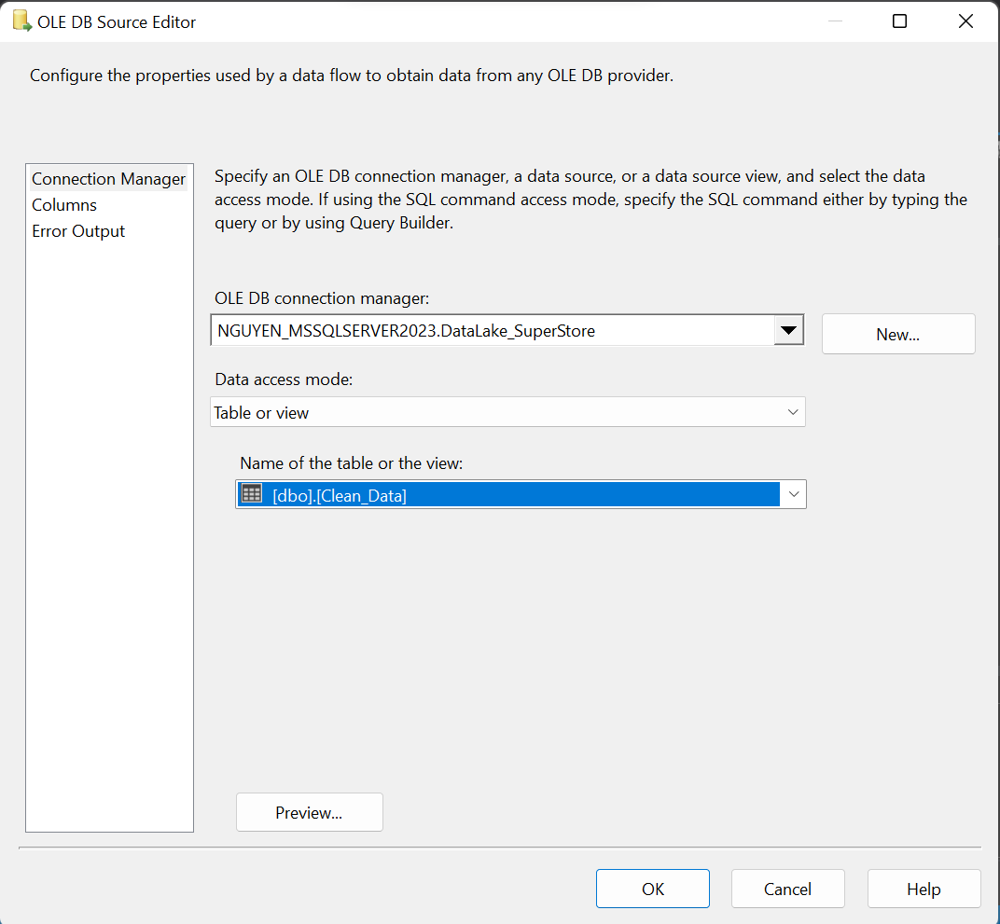 OLE DB Source Editor
Configure the properties used by a data flow to obtain data from any OLE DB provider.
Connection Manager
Columns
Error Output
Specify an OLE DB connection manager, a data source, or a data source view, and select the data
access mode. If using the SQL command access mode, specify the SQL command either by typing the
query or by using Query Builder.
OLE DB connection manager:
NGUYEN_MSSQLSERVER2023.DataLake_SuperStore
New...
Data access mode:
Table or view
Name of the table or the view:
[dbo].[Clean_Data]
Preview...
OK
Cancel
Help